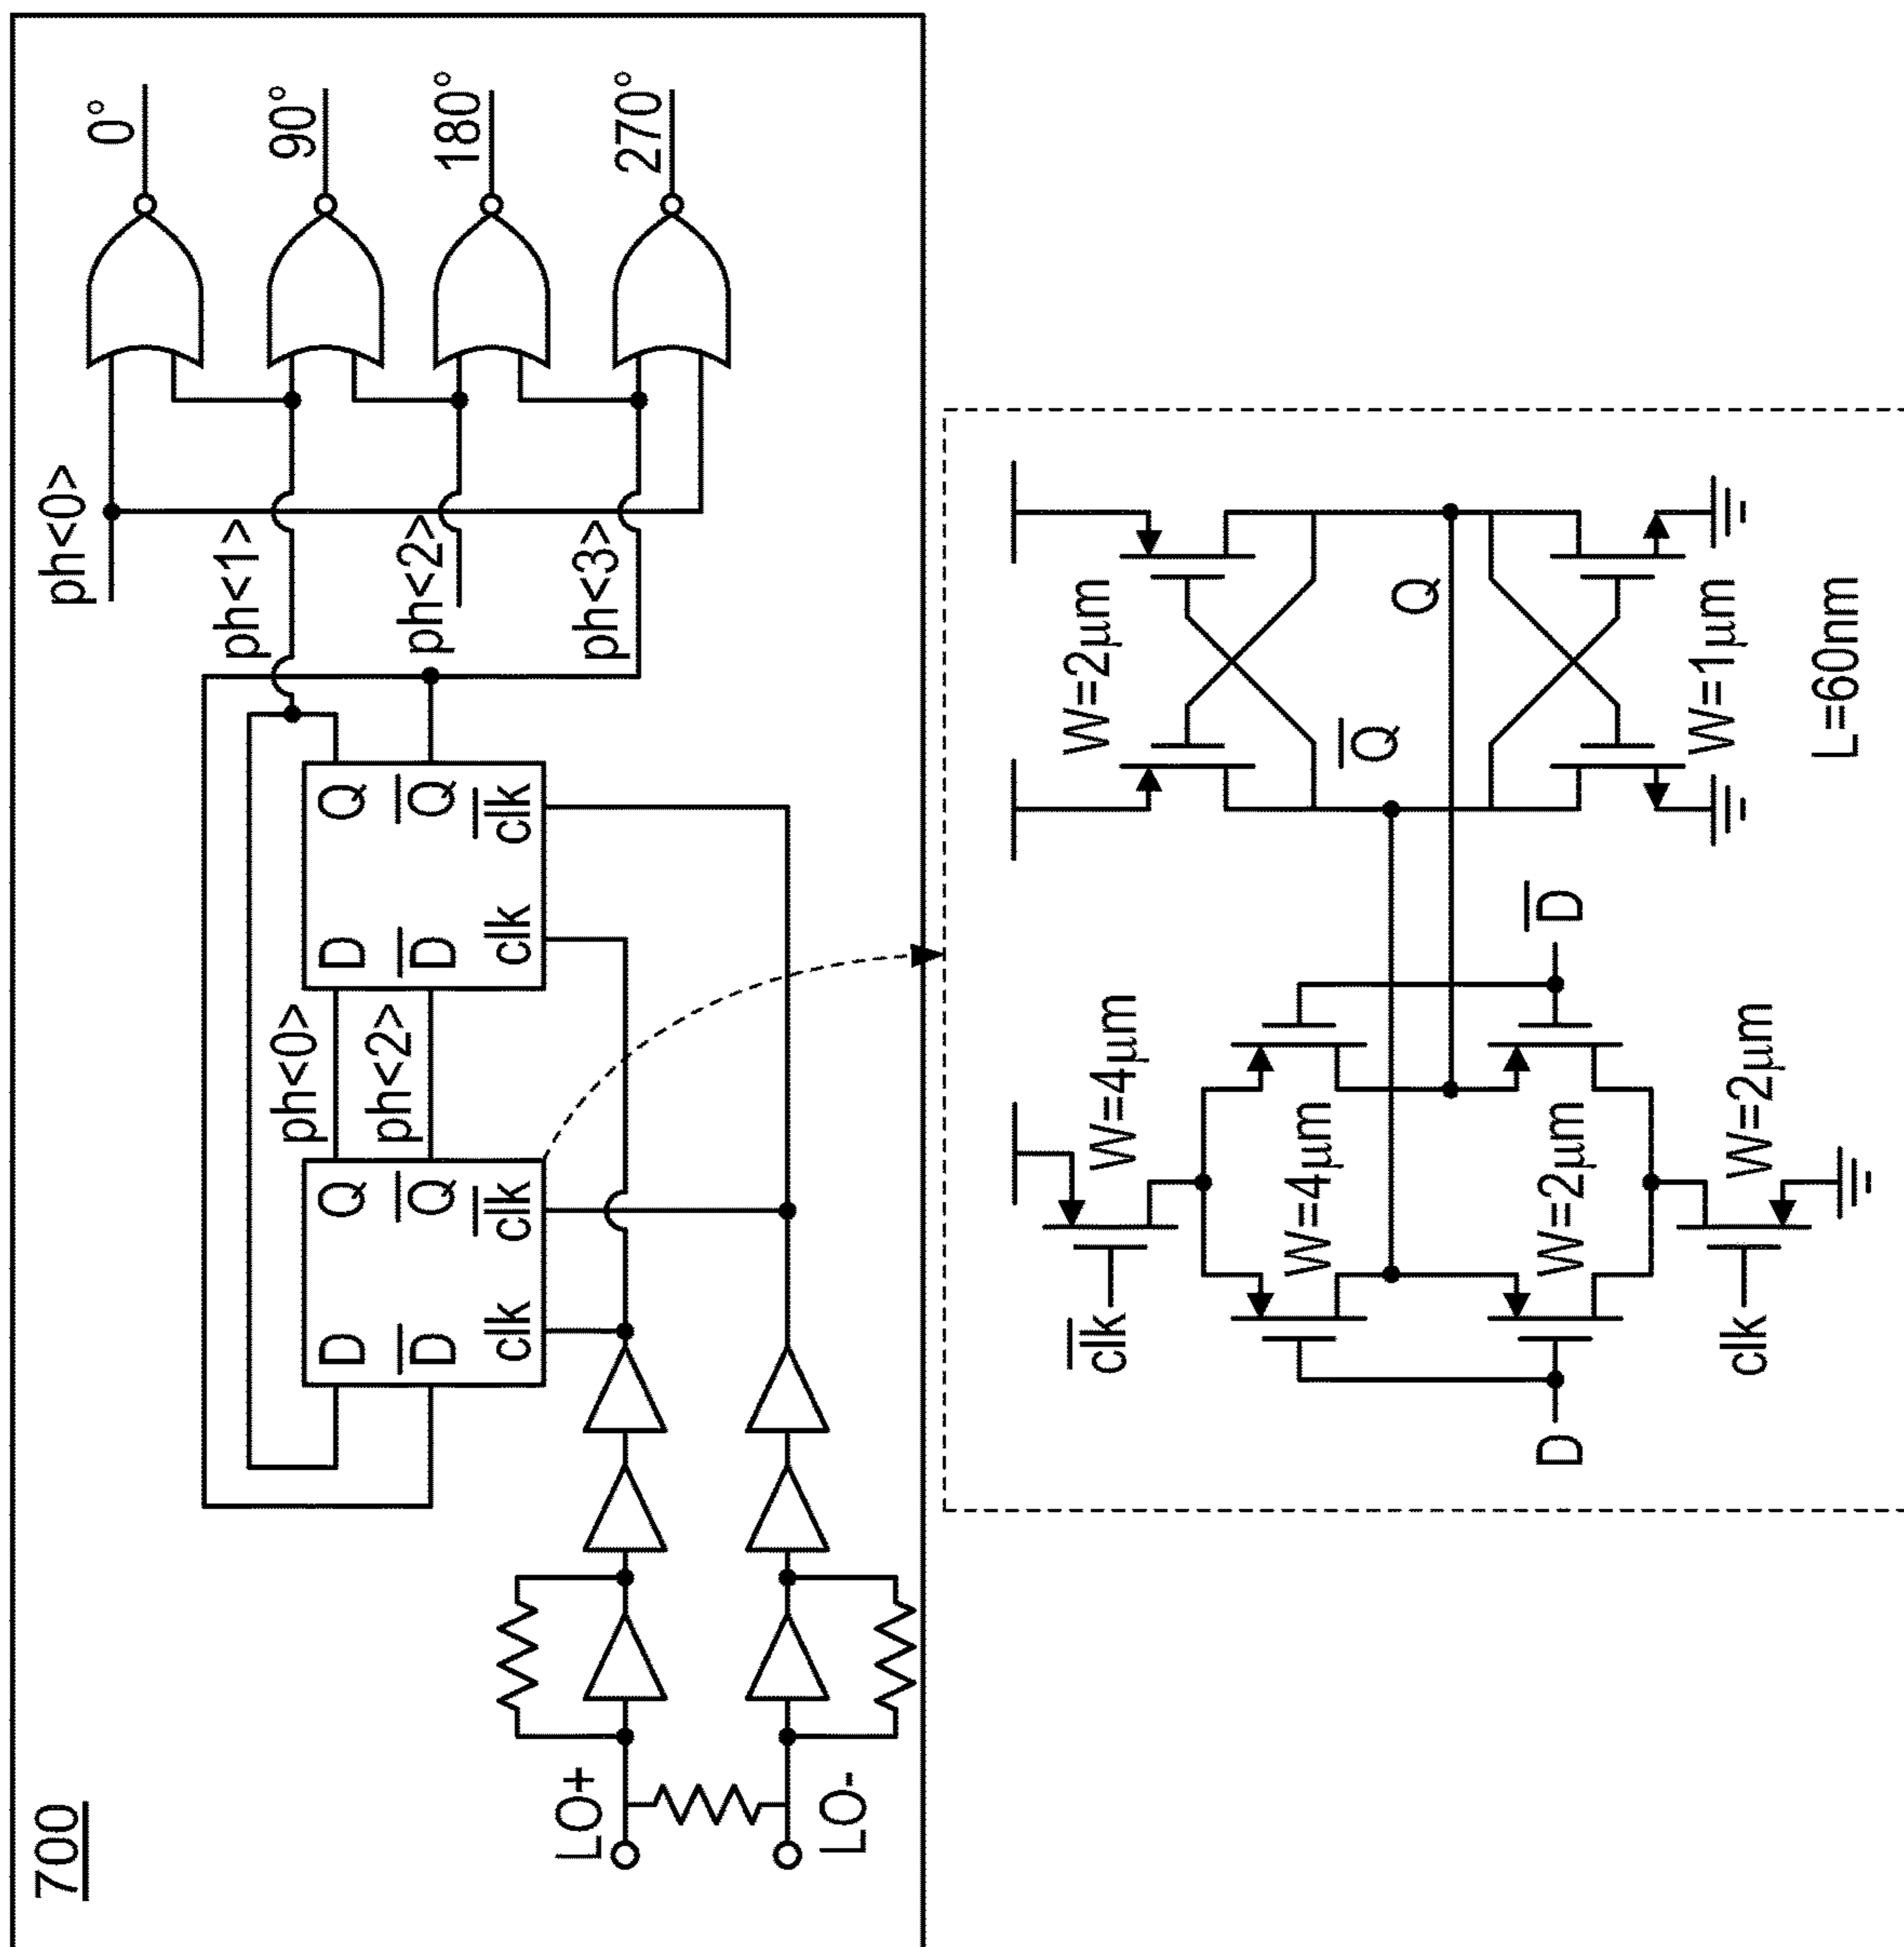 700
LO+
LO-
D
D̅
clk
Q
Q̅
c̅l̅k̅
ph<0>
ph<2>
D
D̅
clk
Q
Q̅
c̅l̅k̅
ph<0>
ph<1>
ph<2>
ph<3>
0°
90°
180°
270°
c̅l̅k̅
W=4μm
W=4μm
D
D̅
W=2μm
clk
W=2μm
W=2μm
Q̅
Q
W=1μm
L=60nm